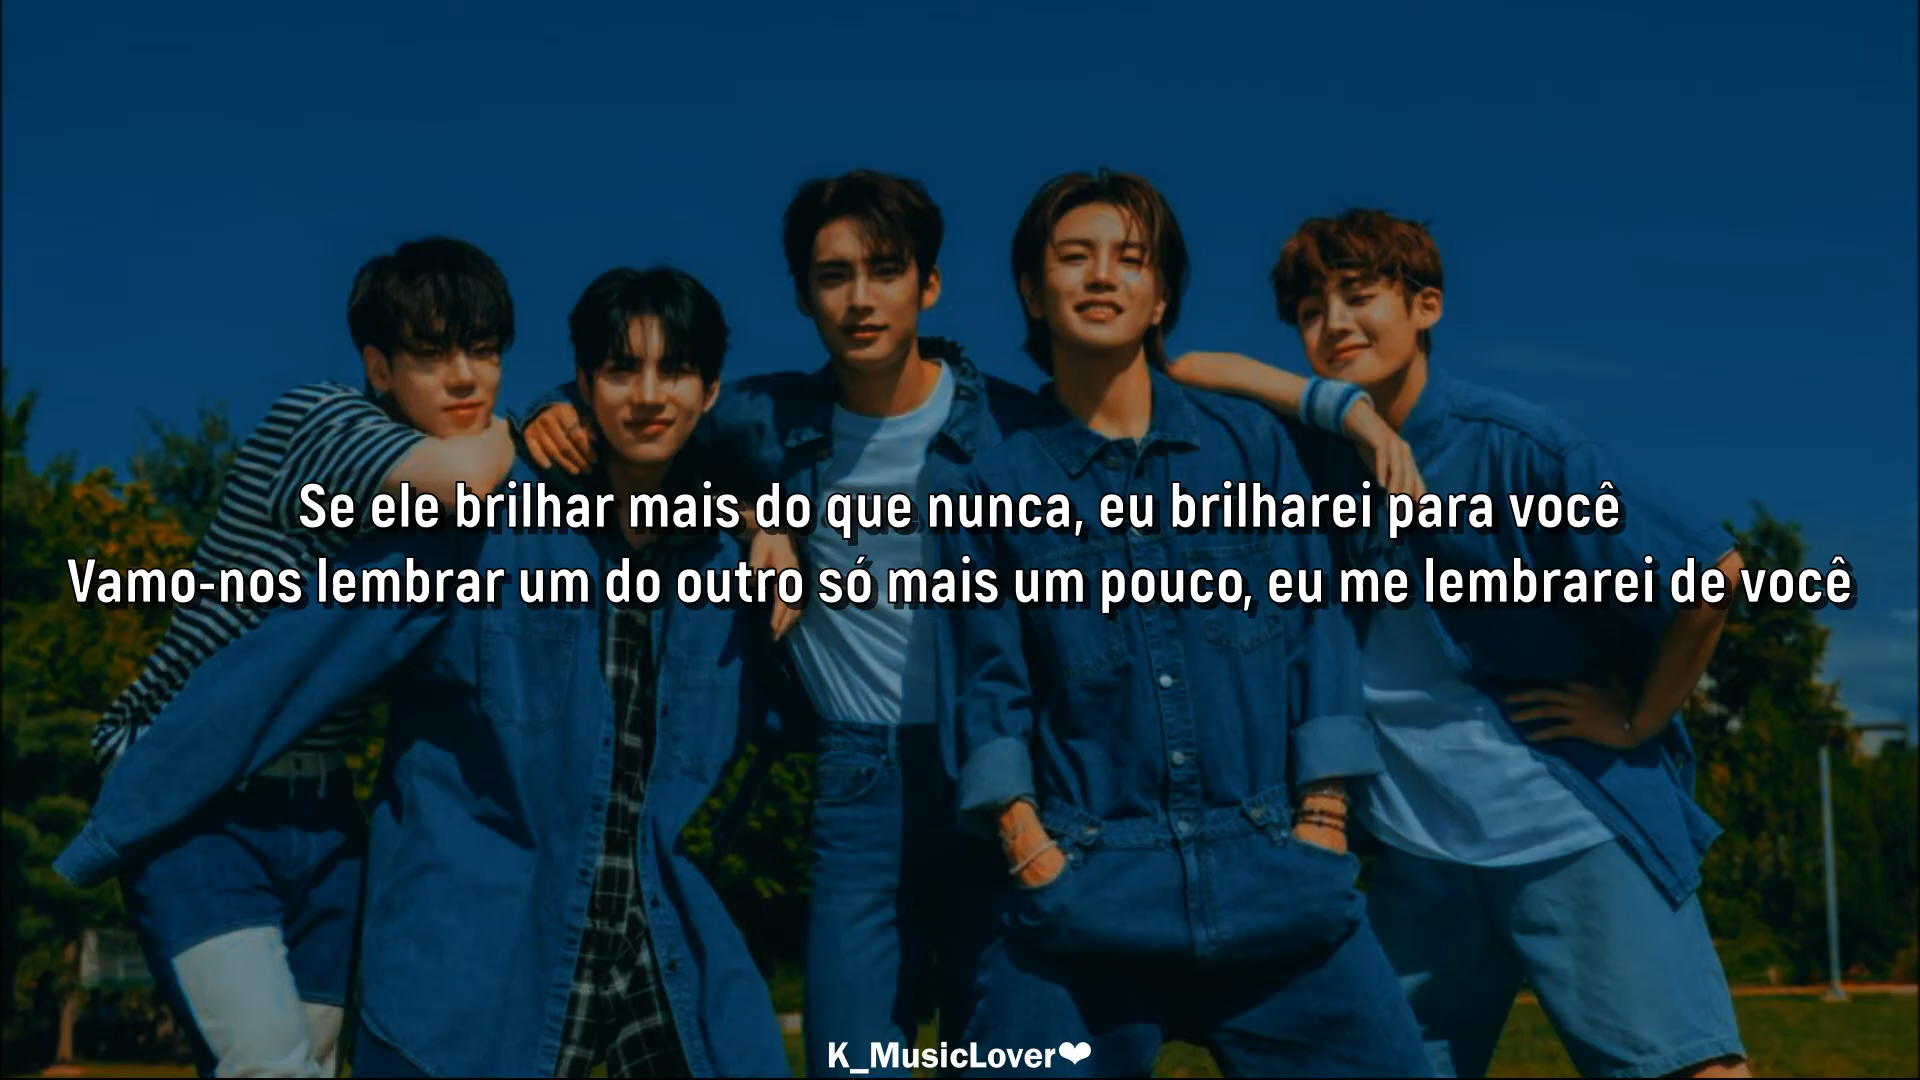 Se ele brilhar mais do que nunca, eu brilharei para você
Vamo-nos lembrar um do outro só mais um pouco, eu me lembrarei de você
K_MusicLover❤